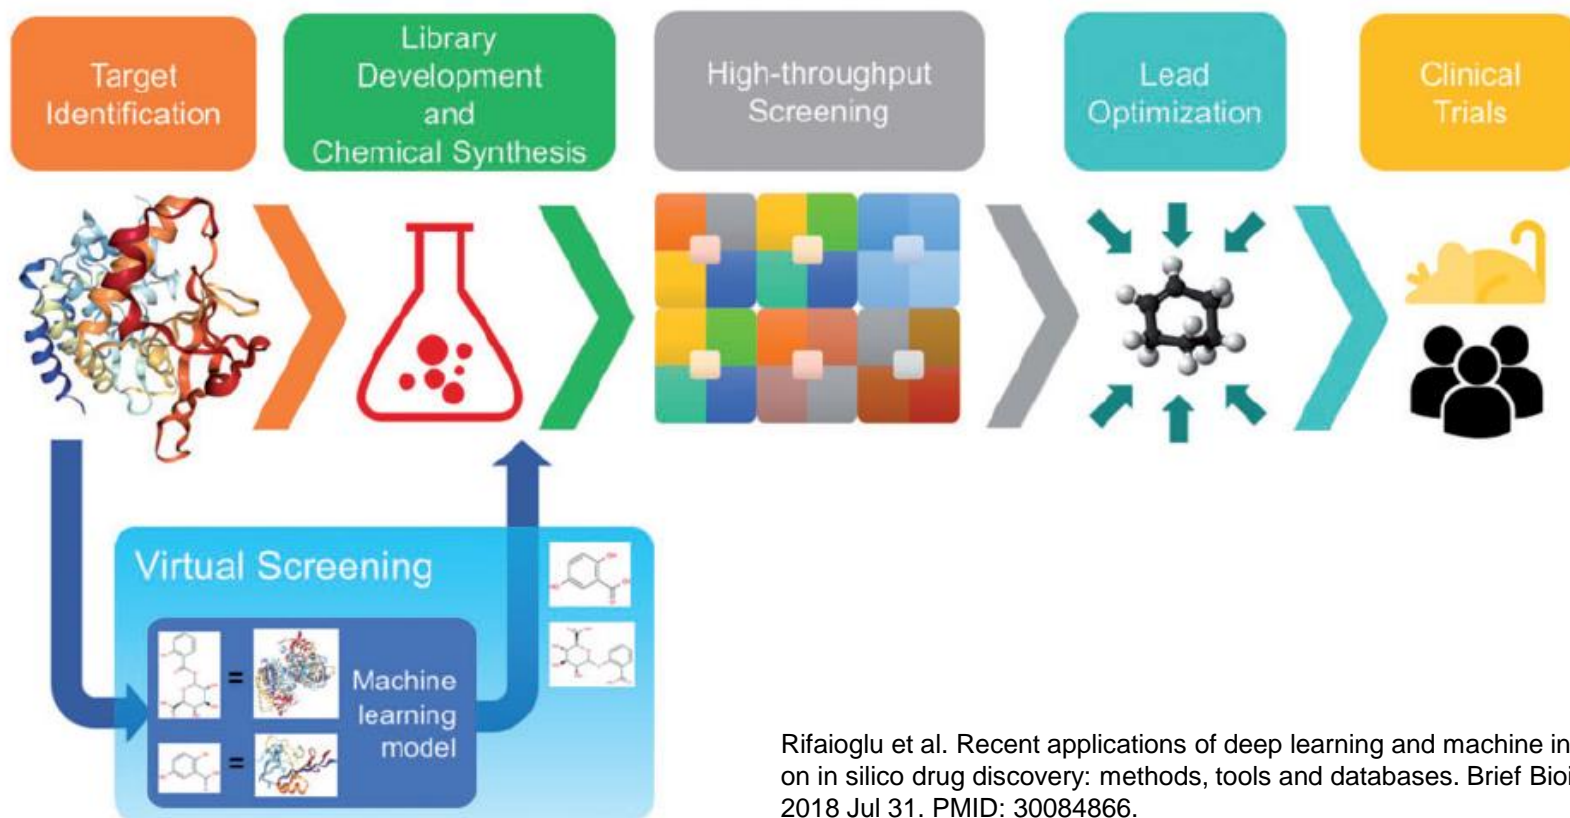 Target
Identification
Library
Development
and
Chemical Synthesis
High-throughput
Screening
Lead
Optimization
Clinical
Trials
Virtual Screening
=
=
Machine
learning
model
Rifaioglu et al. Recent applications of deep learning and machine in
on in silico drug discovery: methods, tools and databases. Brief Bioi
2018 Jul 31. PMID: 30084866.